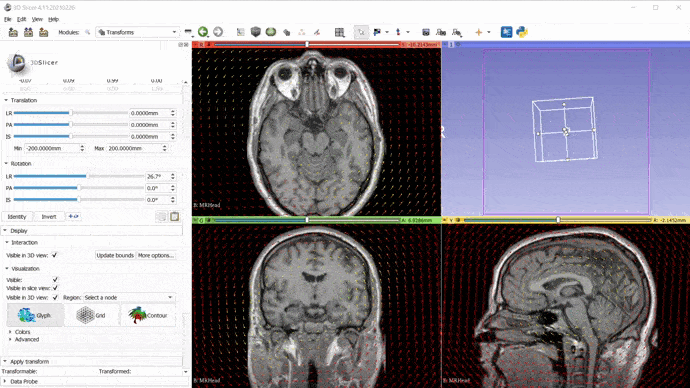 3D Slicer 4.11
File Edit View Help
Modules: Transforms
3DSlicer
Translation
LR 0.0000mm
PA 0.0000mm
IS 0.0000mm
Min -200.0000mm Max 200.0000mm
Rotation
LR 26.7°
PA 0.0°
IS 0.0°
Identity Invert
Display
Interaction
Visible in 3D view: Update bounds More options...
Visualization
Visible:
Visible in slice view:
Visible in 3D view: Region: Select a node
Glyph Grid Contour
Colors
Advanced
Apply transform
Transformable: Transformed:
Data Probe
R
1
B: MRHead
R
G
Y
B: MRHead
B: MRHead